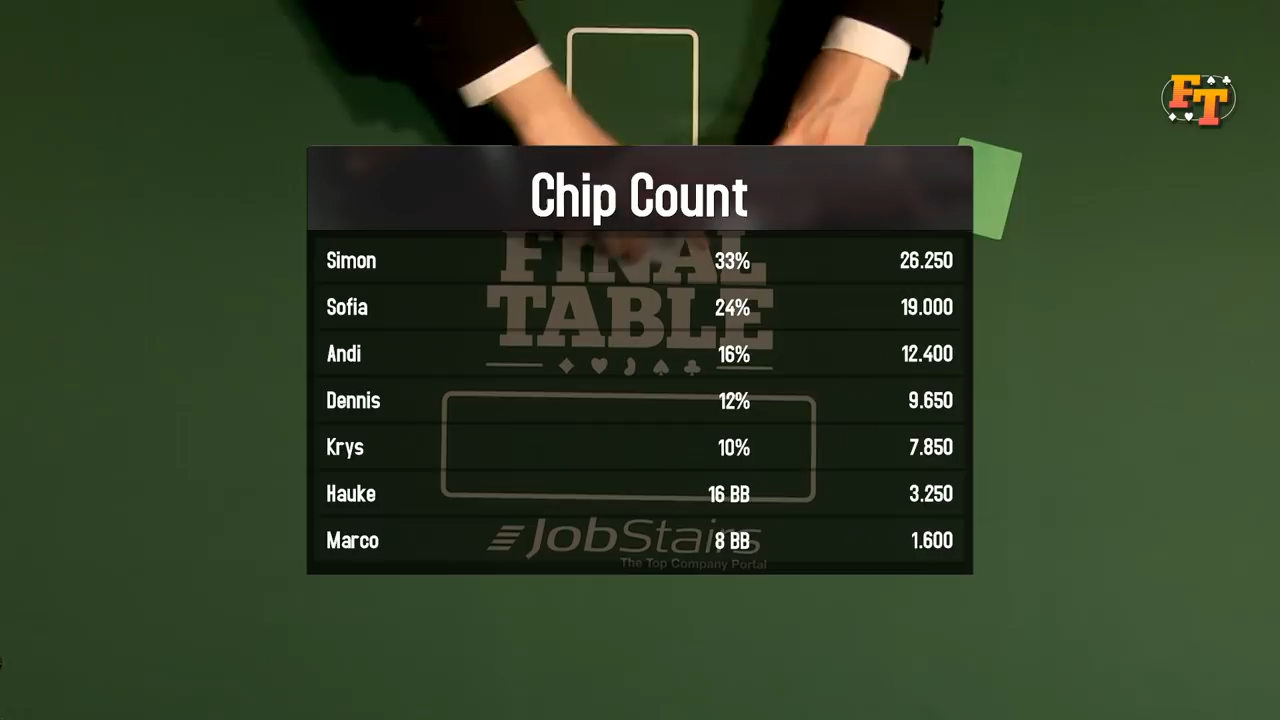 FT
Chip Count
FINAL
TABLE
Simon 33% 26.250
Sofia 24% 19.000
Andi 16% 12.400
Dennis 12% 9.650
Krys 10% 7.850
Hauke 16 BB 3.250
JobStairs
Marco 8 BB 1.600
The Top Company Portal